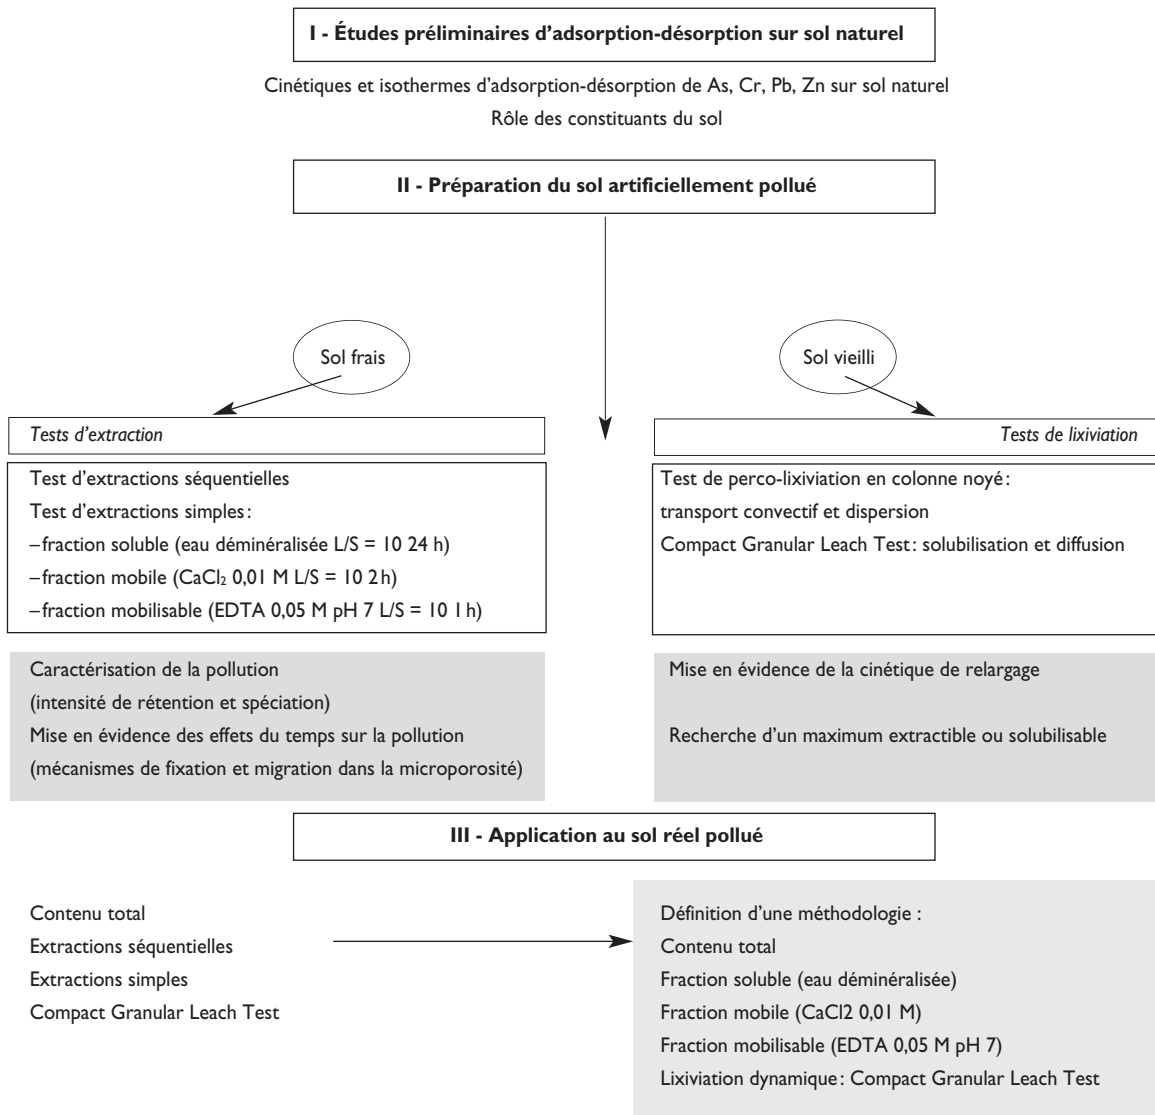 I - Études préliminaires d’adsorption-désorption sur sol naturel
Cinétiques et isothermes d’adsorption-désorption de As, Cr, Pb, Zn sur sol naturel
Rôle des constituants du sol
II - Préparation du sol artificiellement pollué
Sol frais
Sol vieilli
Tests d’extraction
Test d’extractions séquentielles
Test d’extractions simples :
– fraction soluble (eau déminéralisée L/S = 10 24 h)
– fraction mobile (CaCl₂ 0,01 M L/S = 10 2 h)
– fraction mobilisable (EDTA 0,05 M pH 7 L/S = 10 1 h)
Caractérisation de la pollution
(intensité de rétention et spéciation)
Mise en évidence des effets du temps sur la pollution
(mécanismes de fixation et migration dans la microporosité)
Tests de lixiviation
Test de perco-lixiviation en colonne noyé :
transport convectif et dispersion
Compact Granular Leach Test : solubilisation et diffusion
Mise en évidence de la cinétique de relargage
Recherche d’un maximum extractible ou solubilisable
III - Application au sol réel pollué
Contenu total
Extractions séquentielles
Extractions simples
Compact Granular Leach Test
Définition d’une méthodologie :
Contenu total
Fraction soluble (eau déminéralisée)
Fraction mobile (CaCl2 0,01 M)
Fraction mobilisable (EDTA 0,05 M pH 7)
Lixiviation dynamique : Compact Granular Leach Test